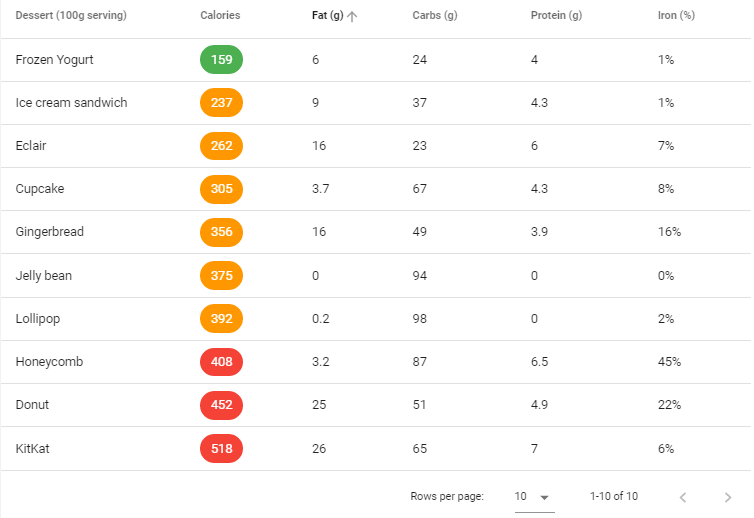 Dessert (100g serving) Calories Fat (g) Carbs (g) Protein (g) Iron (%)
Frozen Yogurt 159 6 24 4 1%
Ice cream sandwich 237 9 37 4.3 1%
Eclair 262 16 23 6 7%
Cupcake 305 3.7 67 4.3 8%
Gingerbread 356 16 49 3.9 16%
Jelly bean 375 0 94 0 0%
Lollipop 392 0.2 98 0 2%
Honeycomb 408 3.2 87 6.5 45%
Donut 452 25 51 4.9 22%
KitKat 518 26 65 7 6%
Rows per page: 10 1-10 of 10